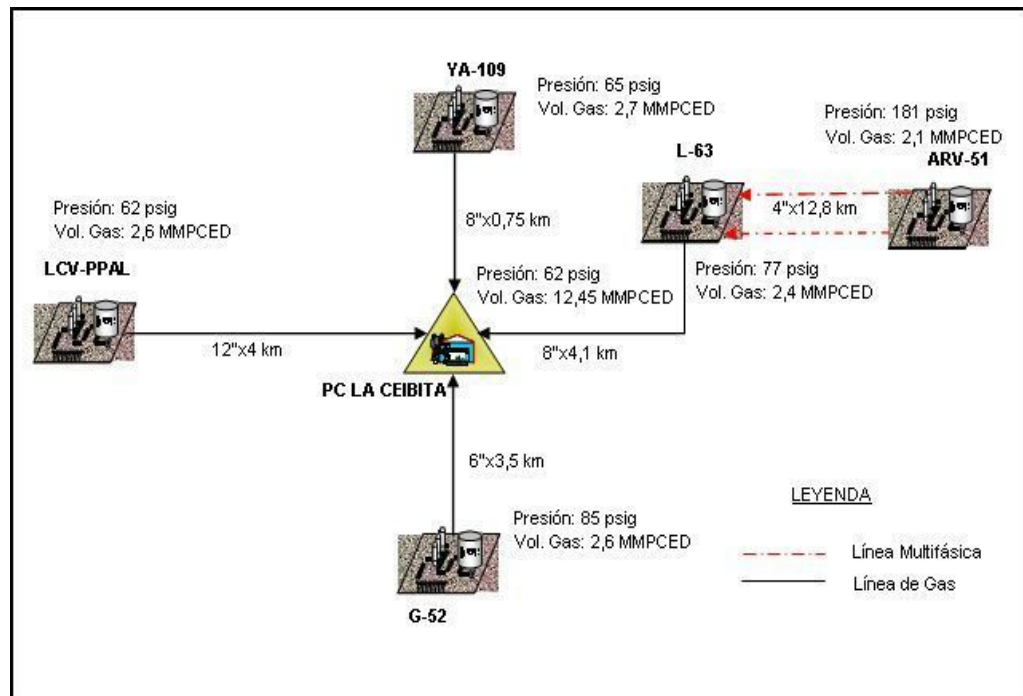 YA-109
Presión: 65 psig
Vol. Gas: 2,7 MMPCED
Presión: 181 psig
Vol. Gas: 2,1 MMPCED
L-63
ARV-51
4"x12,8 km
Presión: 62 psig
Vol. Gas: 2,6 MMPCED
LCV-PPAL
8"x0,75 km
Presión: 77 psig
Vol. Gas: 2,4 MMPCED
Presión: 62 psig
Vol. Gas: 12,45 MMPCED
12"x4 km
8"x4,1 km
PC LA CEIBITA
6"x3,5 km
Presión: 85 psig
Vol. Gas: 2,6 MMPCED
G-52
LEYENDA
Línea Multifásica
Línea de Gas